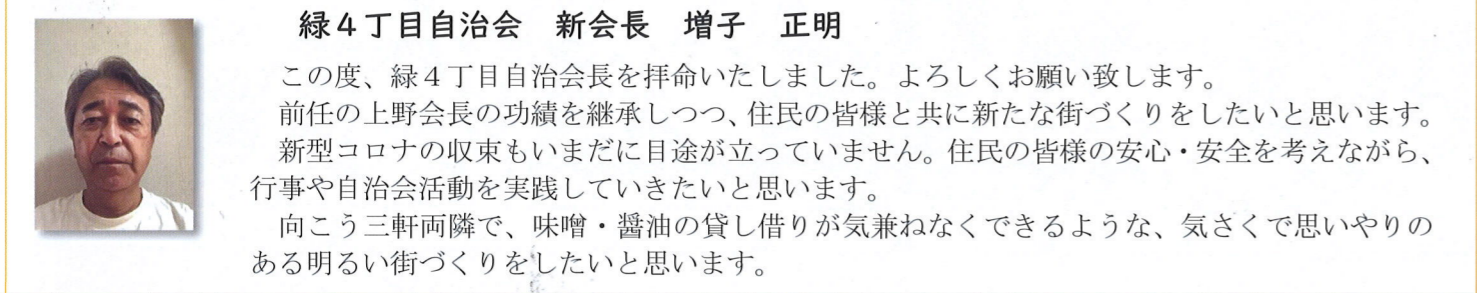 緑４丁目自治会　新会長　増子　正明
この度、緑４丁目自治会長を拝命いたしました。よろしくお願い致します。
前任の上野会長の功績を継承しつつ、住民の皆様と共に新たな街づくりをしたいと思います。
新型コロナの収束もいまだに目途が立っていません。住民の皆様の安心・安全を考えながら、
行事や自治会活動を実践していきたいと思います。
向こう三軒両隣で、味噌・醤油の貸し借りが気兼ねなくできるような、気さくで思いやりの
ある明るい街づくりをしたいと思います。